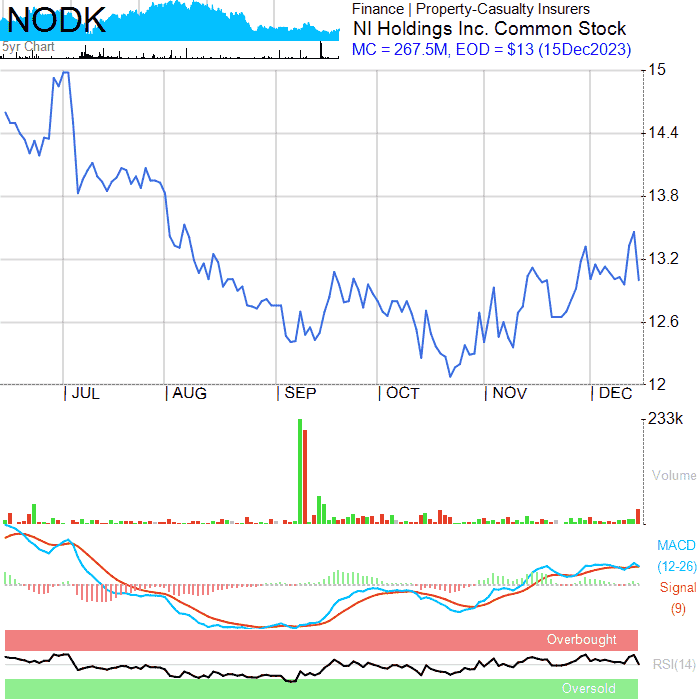 NODK
5yr Chart
Finance | Property-Casualty Insurers
NI Holdings Inc. Common Stock
MC = 267.5M, EOD = $13 (15Dec2023)
15
14.4
13.8
13.2
12.6
12
JUL AUG SEP OCT NOV DEC
233k
Volume
MACD
(12-26)
Signal
(9)
Overbought
RSI(14)
Oversold